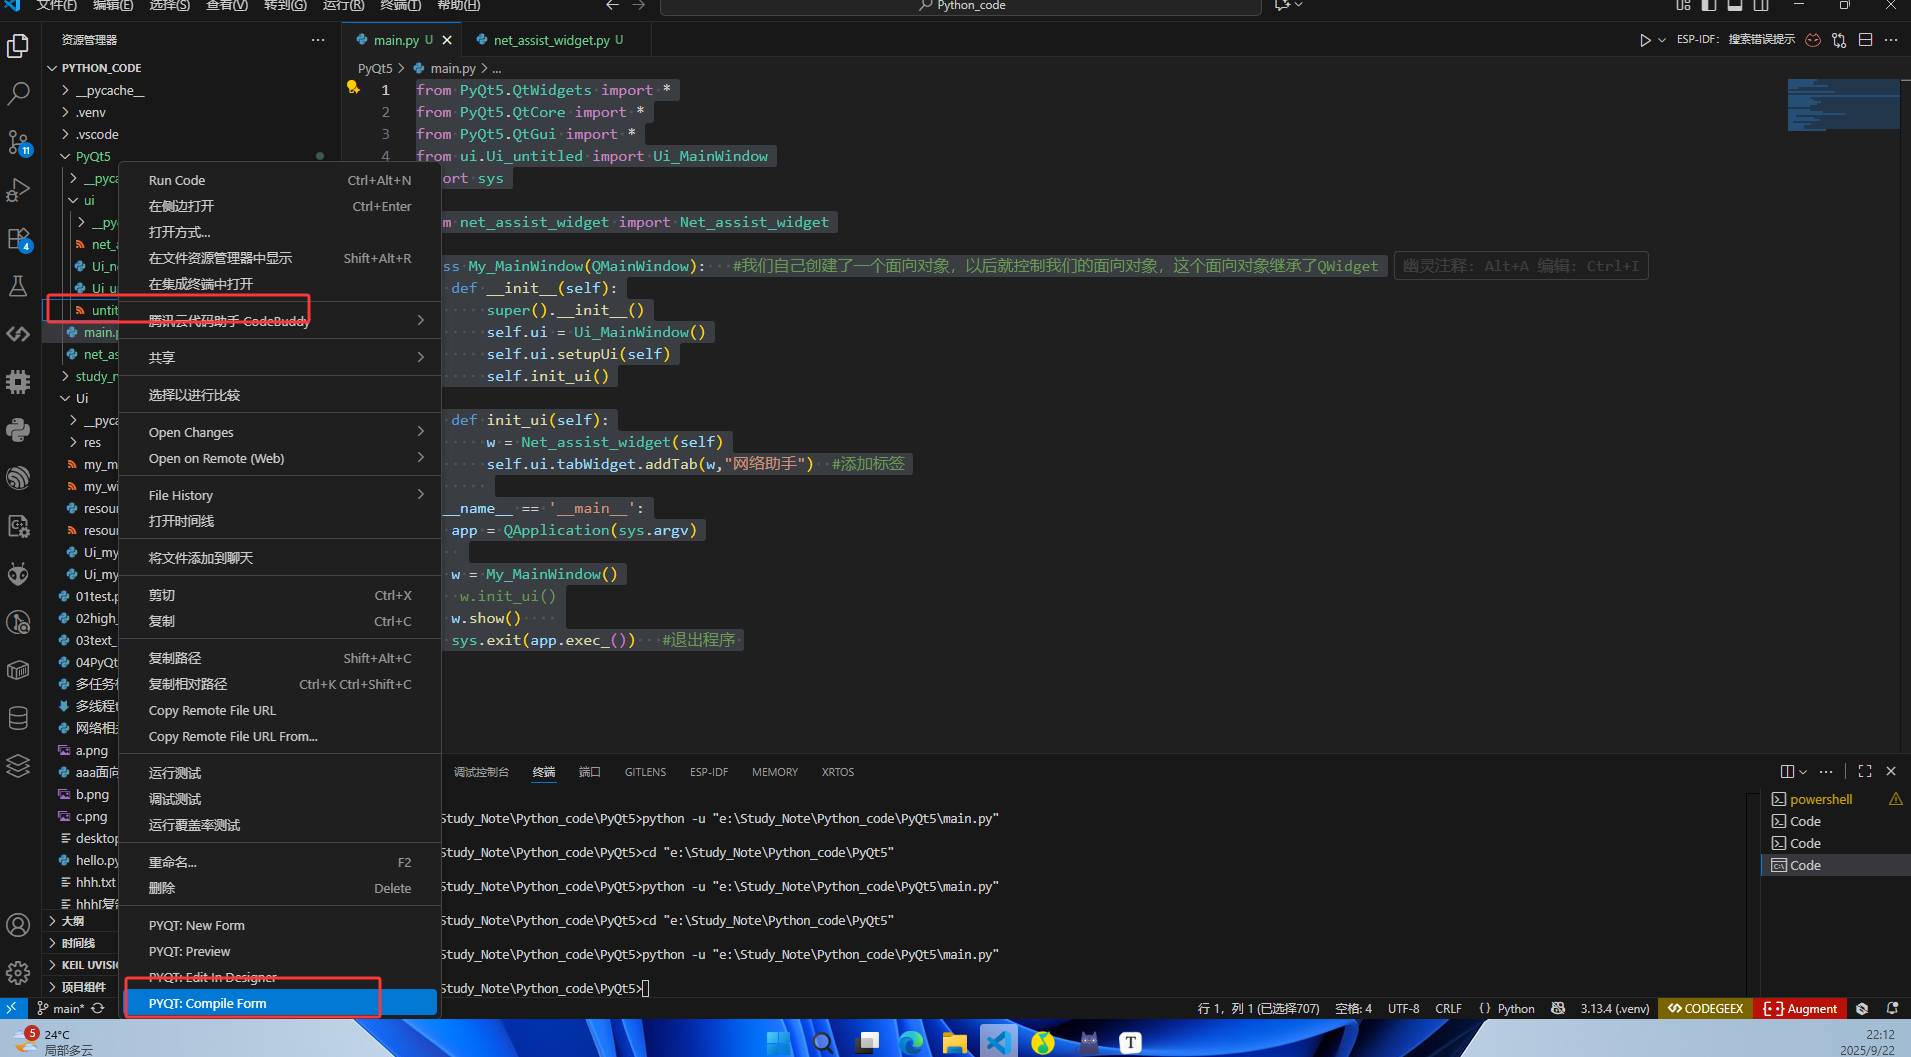 文件(F) 编辑(E) 选择(S) 查看(V) 转到(G) 运行(R) 终端(T) 帮助(H)
Python_code
资源管理器
main.py U
net_assist_widget.py U
ESP-IDF: 搜索错误提示
PYTHON_CODE
__pycache__
.venv
.vscode
PyQt5
__pyca
ui
__py
net_
Ui_n
Ui_u
untit
main.p
net_as
study_
Ui
__pyca
res
my_m
my_wi
resour
resour
Ui_my
Ui_my
01test.p
02high_
03text_
04PyQt
多任务
多线程
网络相
a.png
aaa面向
b.png
c.png
desktop
hello.py
hhh.txt
大纲
时间线
KEIL UVISI
项目组件
11
4
Run Code Ctrl+Alt+N
在侧边打开 Ctrl+Enter
打开方式...
在文件资源管理器中显示 Shift+Alt+R
在集成终端中打开
腾讯云代码助手 CodeBuddy
共享
选择以进行比较
Open Changes
Open on Remote (Web)
File History
打开时间线
将文件添加到聊天
剪切 Ctrl+X
复制 Ctrl+C
复制路径 Shift+Alt+C
复制相对路径 Ctrl+K Ctrl+Shift+C
Copy Remote File URL
Copy Remote File URL From...
运行测试
调试测试
运行覆盖率测试
重命名... F2
删除 Delete
PYQT: New Form
PYQT: Preview
PYQT: Edit In Designer
PYQT: Compile Form
PyQt5 > main.py > ...
1 from PyQt5.QtWidgets import *
2 from PyQt5.QtCore import *
3 from PyQt5.QtGui import *
4 from ui.Ui_untitled import Ui_MainWindow
ort sys
m net_assist_widget import Net_assist_widget
ss My_MainWindow(QMainWindow): #我们自己创建了一个面向对象，以后就控制我们的面向对象，这个面向对象继承了QWidget
幽灵注释: Alt+A 编辑: Ctrl+I
def __init__(self):
super().__init__()
self.ui = Ui_MainWindow()
self.ui.setupUi(self)
self.init_ui()
def init_ui(self):
w = Net_assist_widget(self)
self.ui.tabWidget.addTab(w,"网络助手") #添加标签
__name__ == '__main__':
app = QApplication(sys.argv)
w = My_MainWindow()
w.init_ui()
w.show()
sys.exit(app.exec_()) #退出程序
调试控制台 终端 端口 GITLENS ESP-IDF MEMORY XRTOS
Study_Note\Python_code\PyQt5>python -u "e:\Study_Note\Python_code\PyQt5\main.py"
Study_Note\Python_code\PyQt5>cd "e:\Study_Note\Python_code\PyQt5"
Study_Note\Python_code\PyQt5>python -u "e:\Study_Note\Python_code\PyQt5\main.py"
Study_Note\Python_code\PyQt5>cd "e:\Study_Note\Python_code\PyQt5"
Study_Note\Python_code\PyQt5>python -u "e:\Study_Note\Python_code\PyQt5\main.py"
Study_Note\Python_code\PyQt5>
powershell
Code
Code
Code
main*
行 1，列 1 (已选择707) 空格: 4 UTF-8 CRLF {} Python 3.13.4 (.venv) CODEGEEX Augment
5
24°C
局部多云
T
22:12
2025/9/22